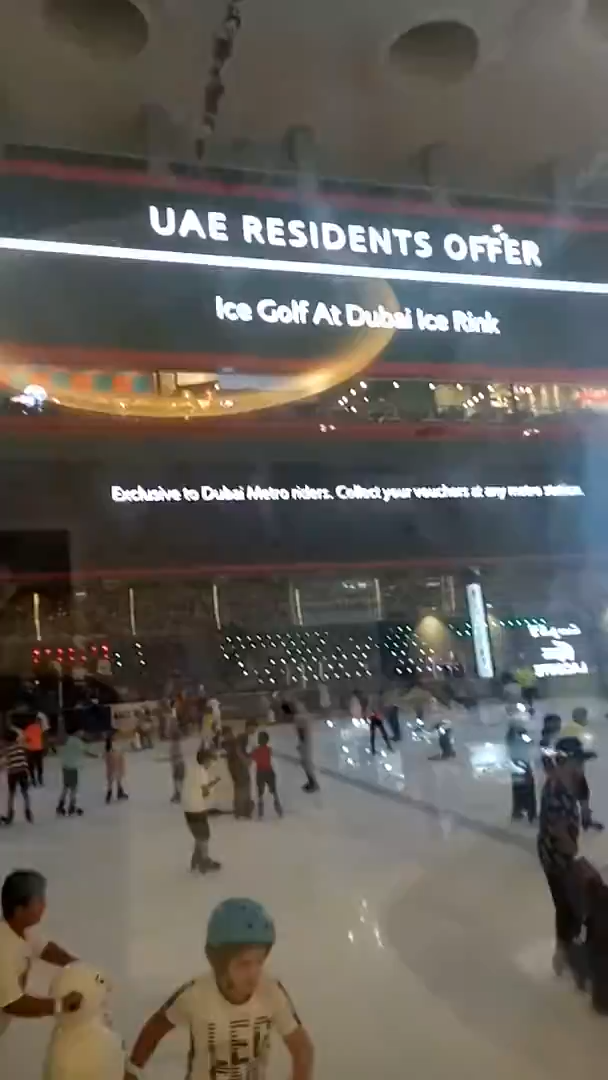 UAE RESIDENTS OFFER
Ice Golf At Dubai Ice Rink
Exclusive to Dubai Metro riders. Collect your vouchers at any metro station.